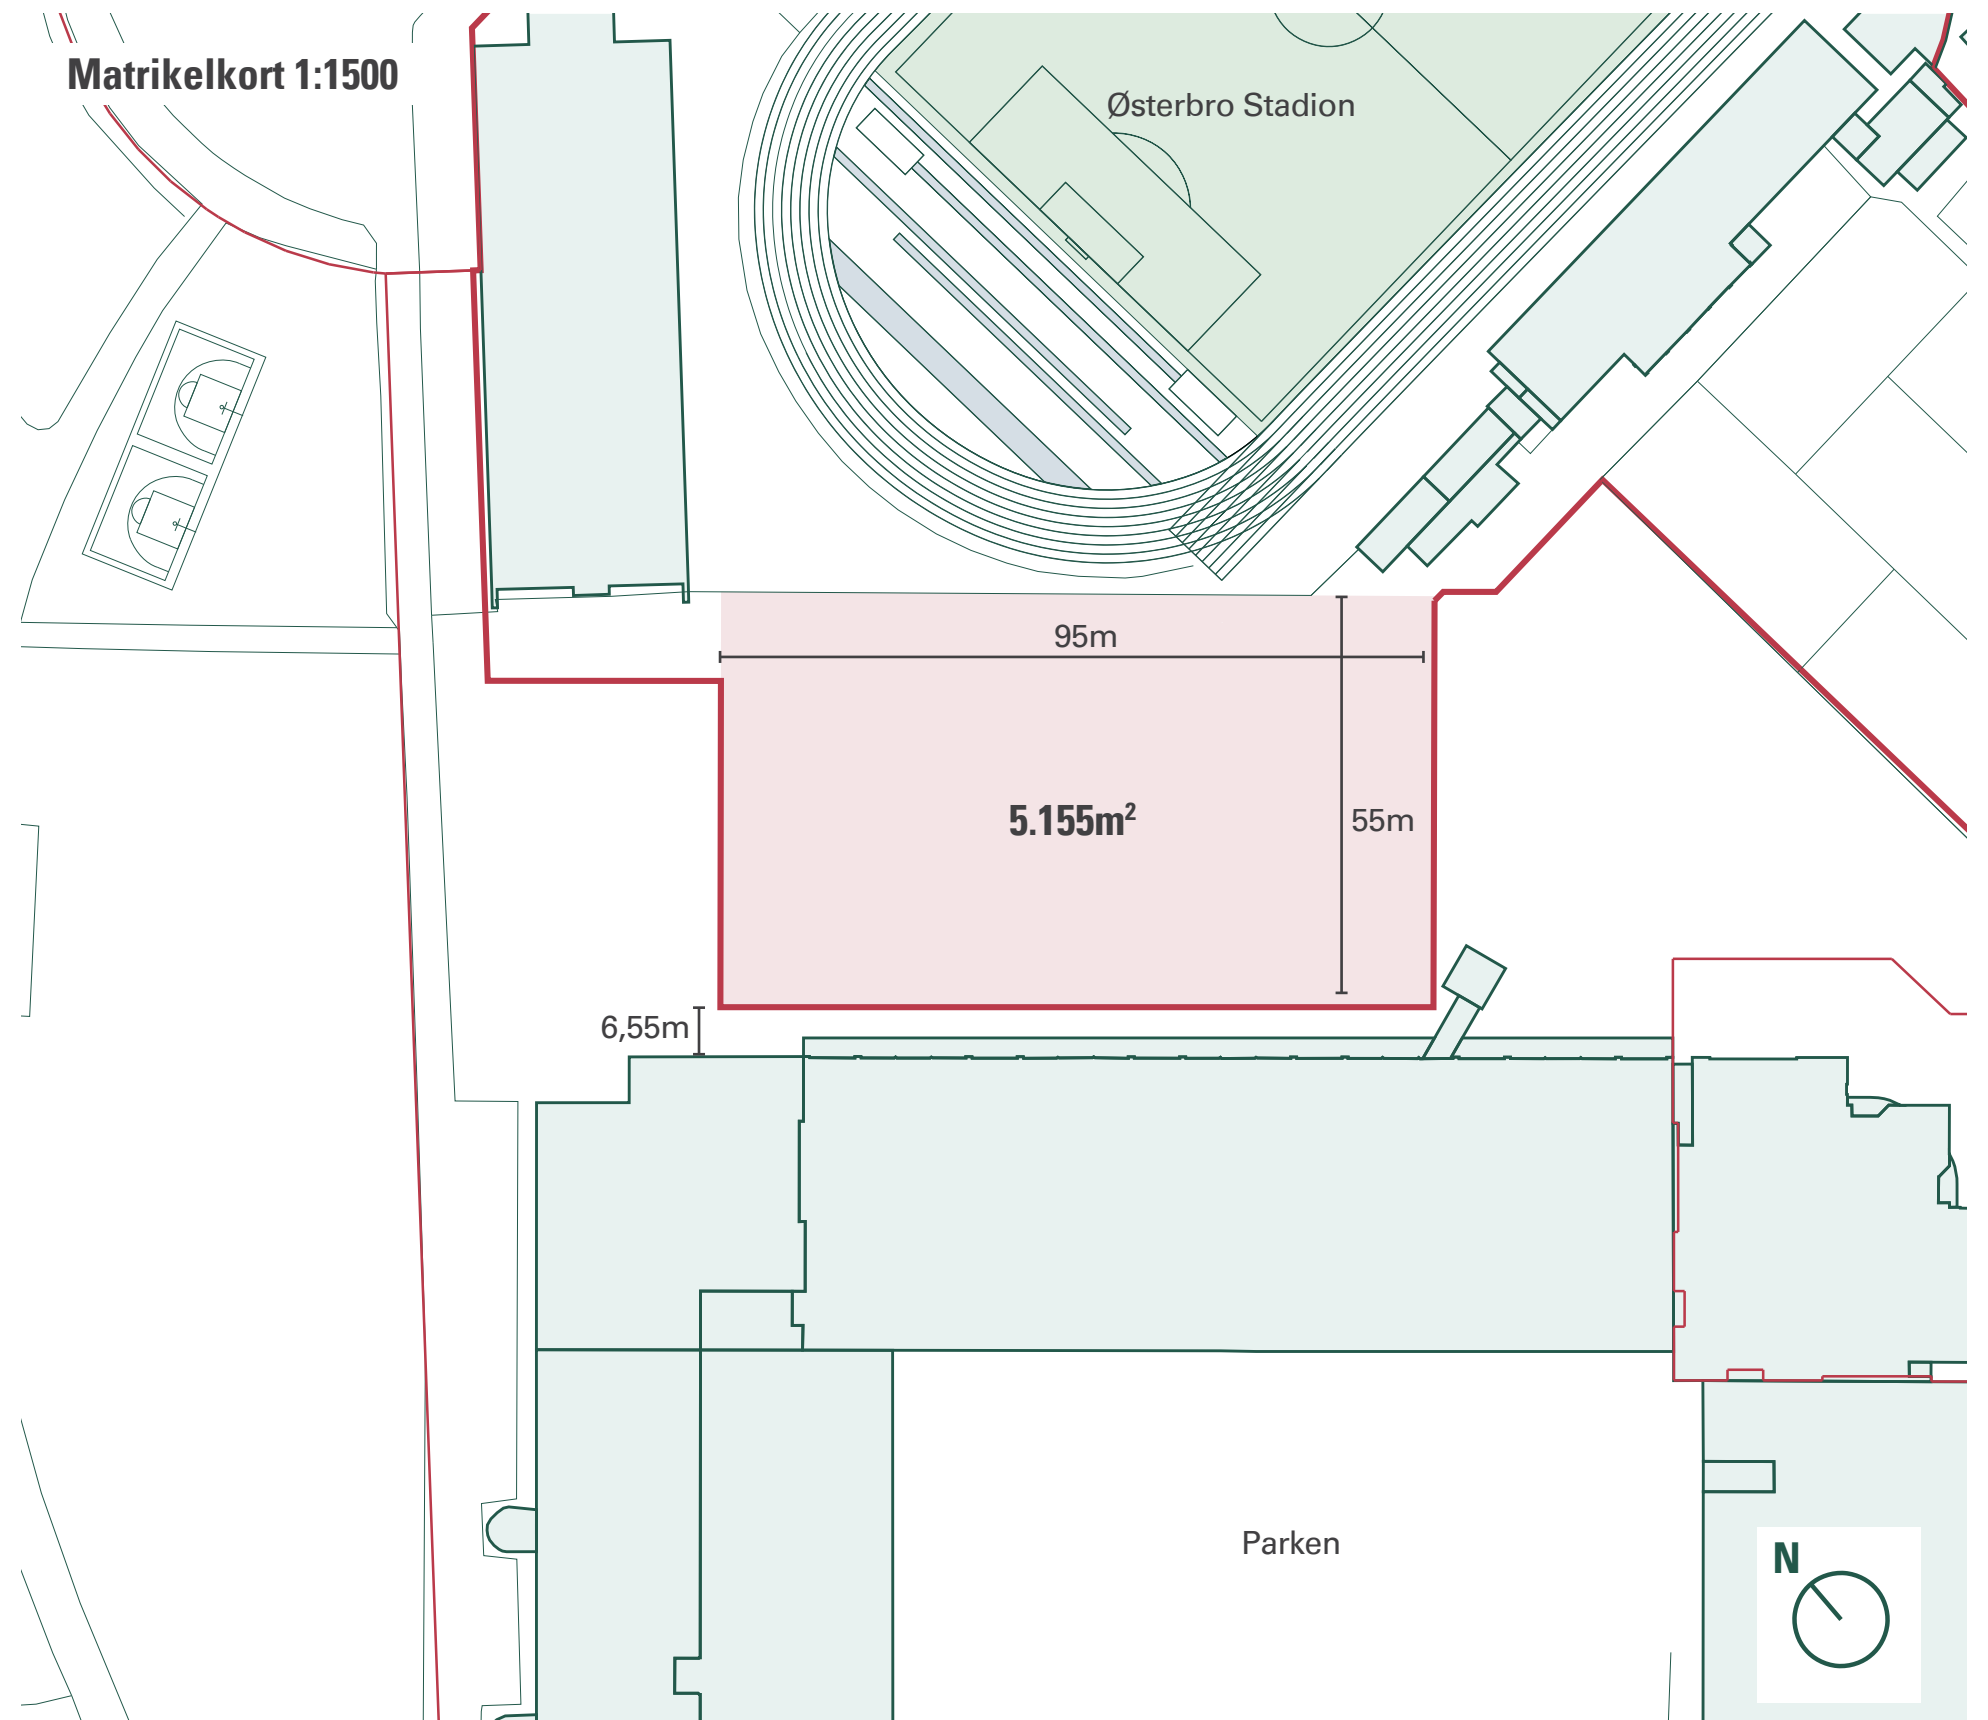 Matrikelkort 1:1500
Østerbro Stadion
95m
5.155m²
55m
6,55m
Parken
N